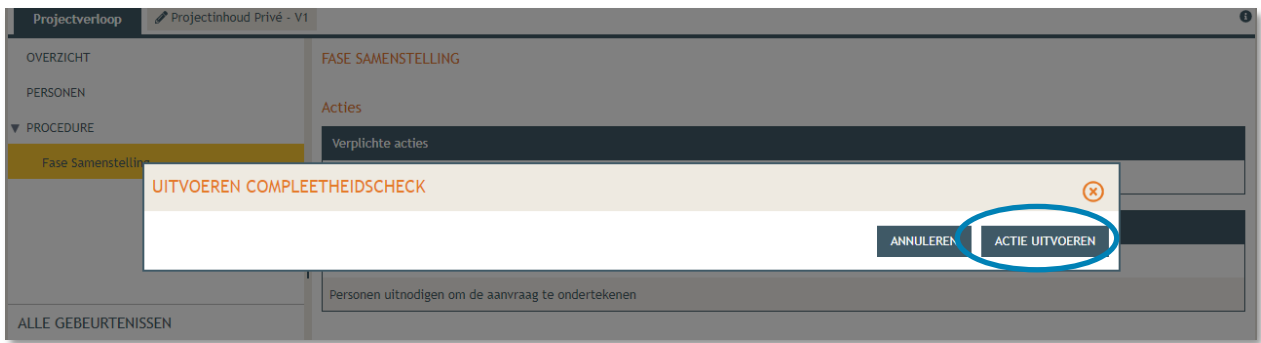 Projectverloop
Projectinhoud Privé - V1
OVERZICHT
PERSONEN
PROCEDURE
Fase Samenstelling
ALLE GEBEURTENISSEN
FASE SAMENSTELLING
Acties
Verplichte acties
UITVOEREN COMPLEETHEIDSCHECK
ANNULEREN
ACTIE UITVOEREN
Personen uitnodigen om de aanvraag te ondertekenen